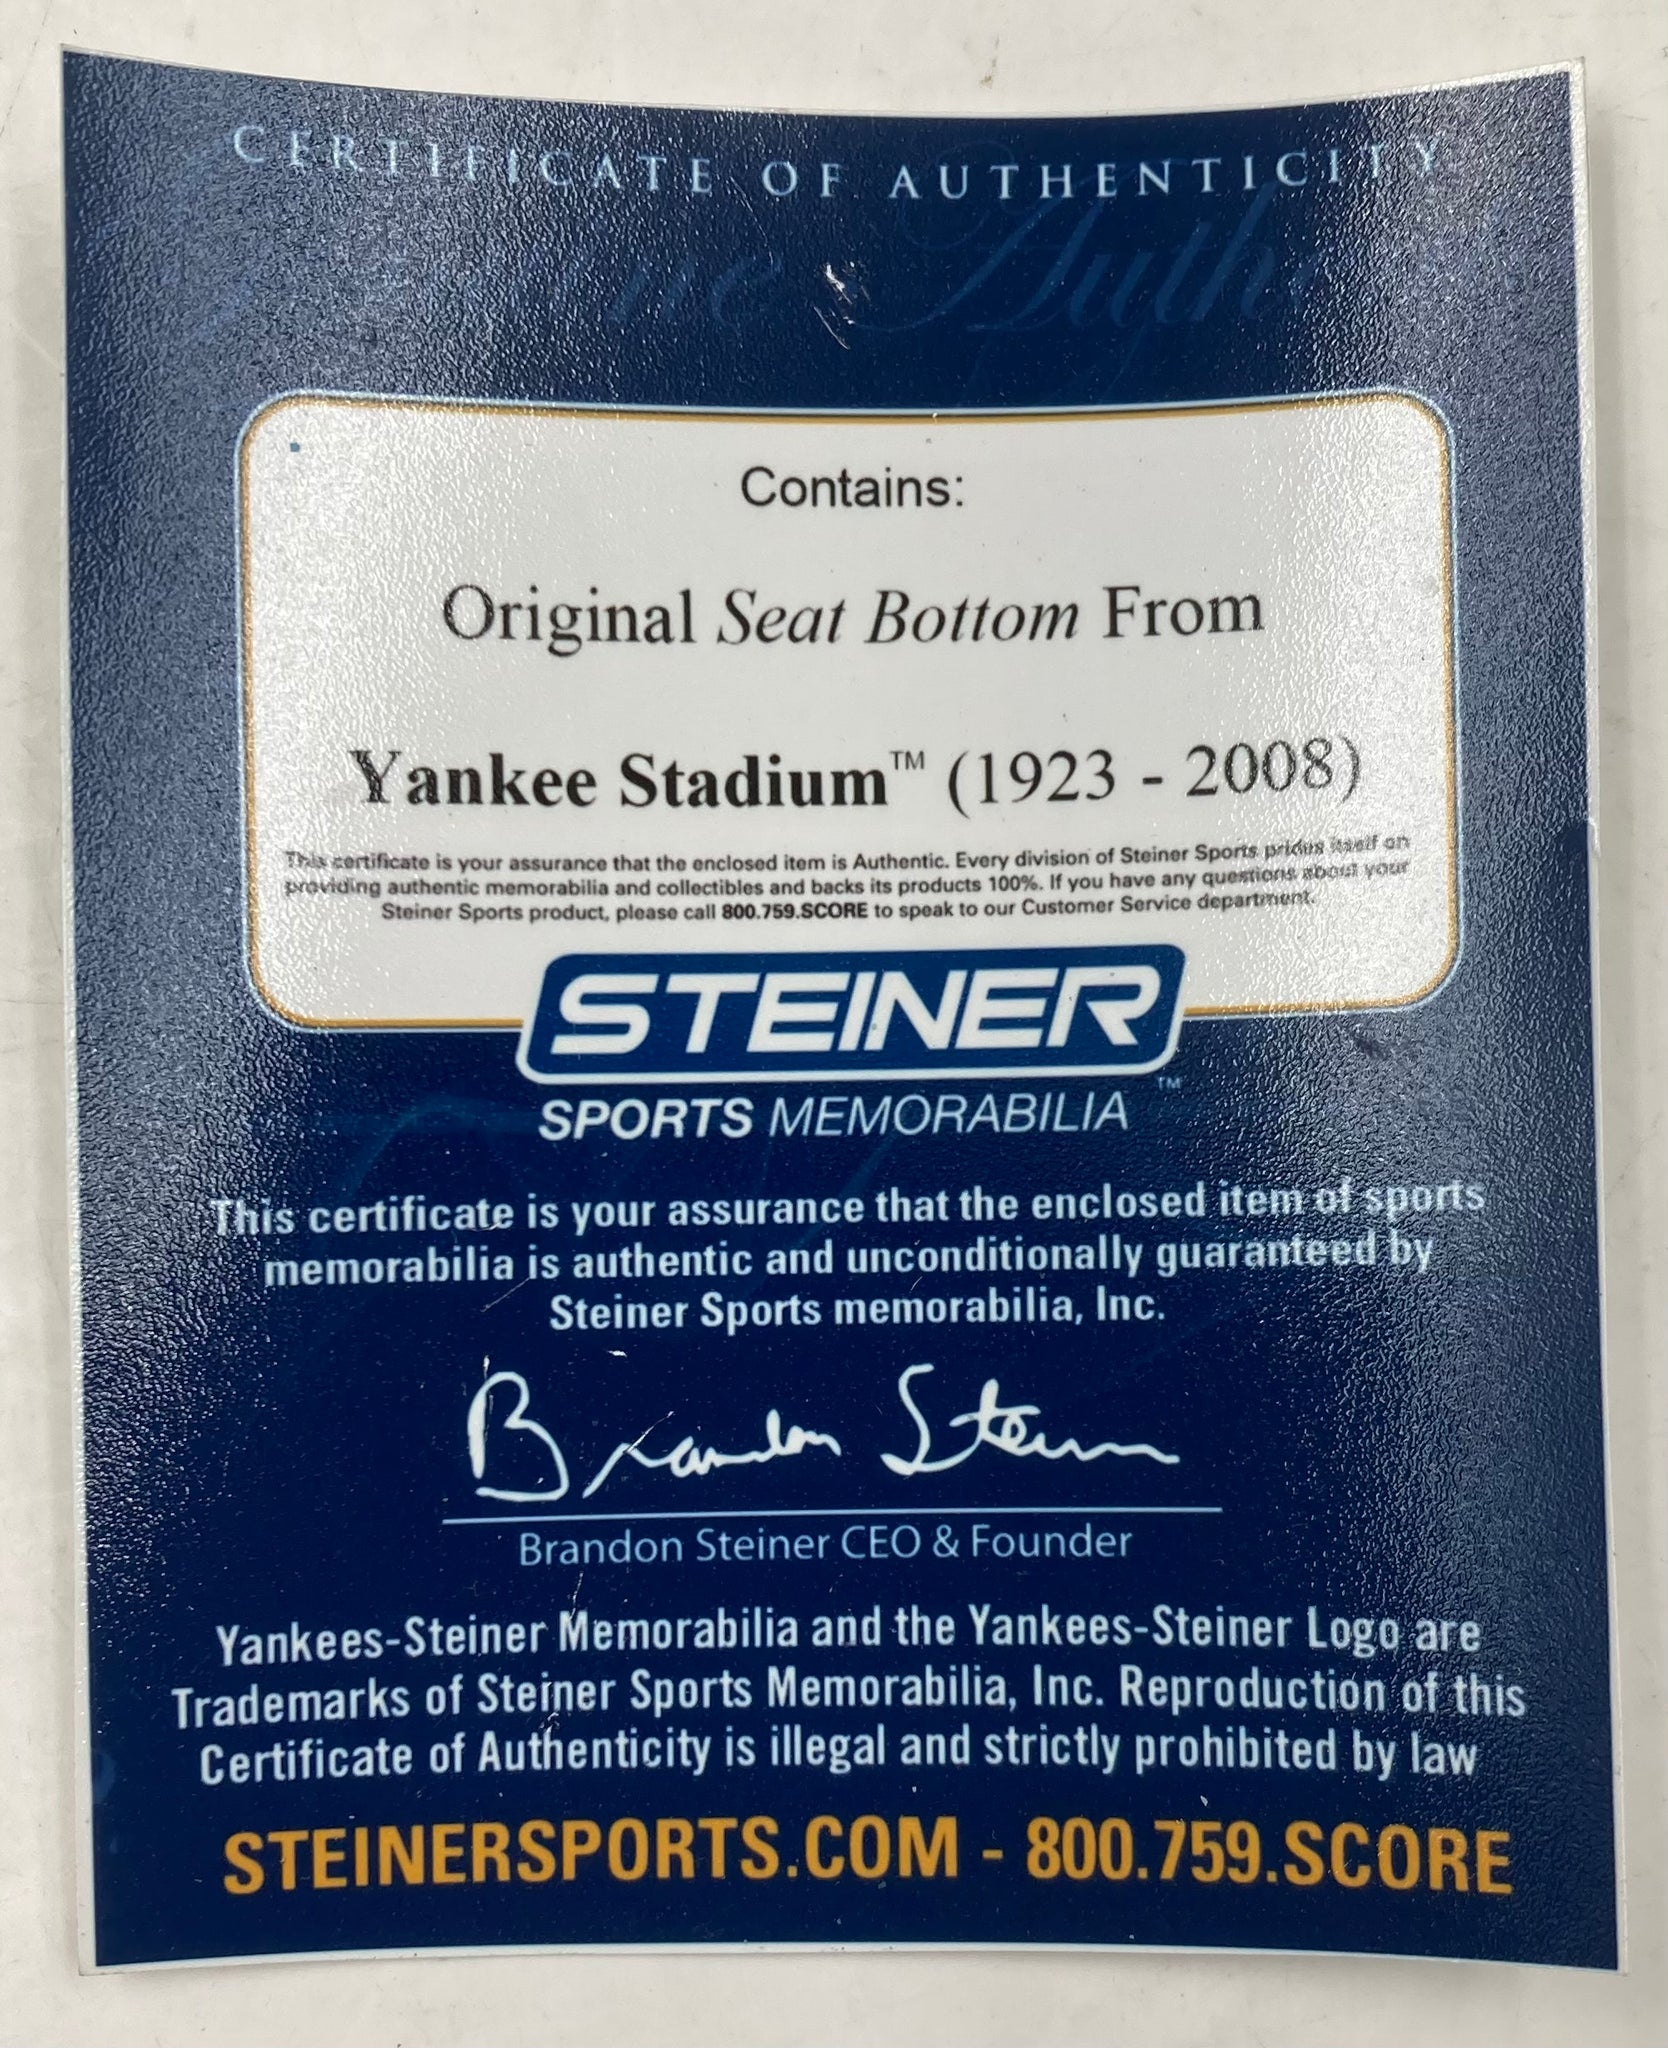 CERTIFICATE OF AUTHENTICITY
Contains:
Original Seat Bottom From
Yankee Stadium™ (1923 - 2008)
This certificate is your assurance that the enclosed item is Authentic. Every division of Steiner Sports prides itself on
providing authentic memorabilia and collectibles and backs its products 100%. If you have any questions about your
Steiner Sports product, please call 800.759.SCORE to speak to our Customer Service department.
STEINER
SPORTS MEMORABILIA™
This certificate is your assurance that the enclosed item of sports
memorabilia is authentic and unconditionally guaranteed by
Steiner Sports memorabilia, Inc.
Brandon Steiner
Brandon Steiner CEO & Founder
Yankees-Steiner Memorabilia and the Yankees-Steiner Logo are
Trademarks of Steiner Sports Memorabilia, Inc. Reproduction of this
Certificate of Authenticity is illegal and strictly prohibited by law
STEINERSPORTS.COM - 800.759.SCORE